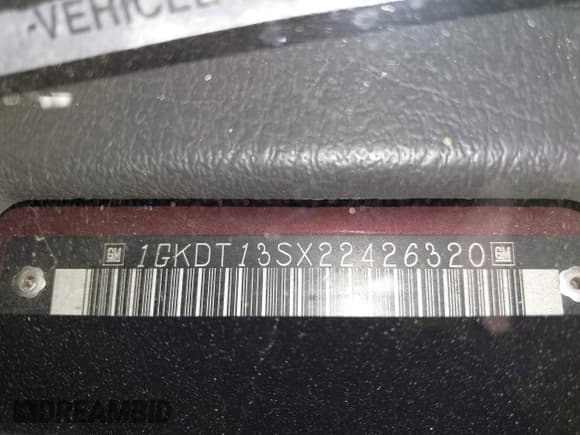 -VEHICLE
GM 1GKDT13SX22426320 GM
DREAMBID